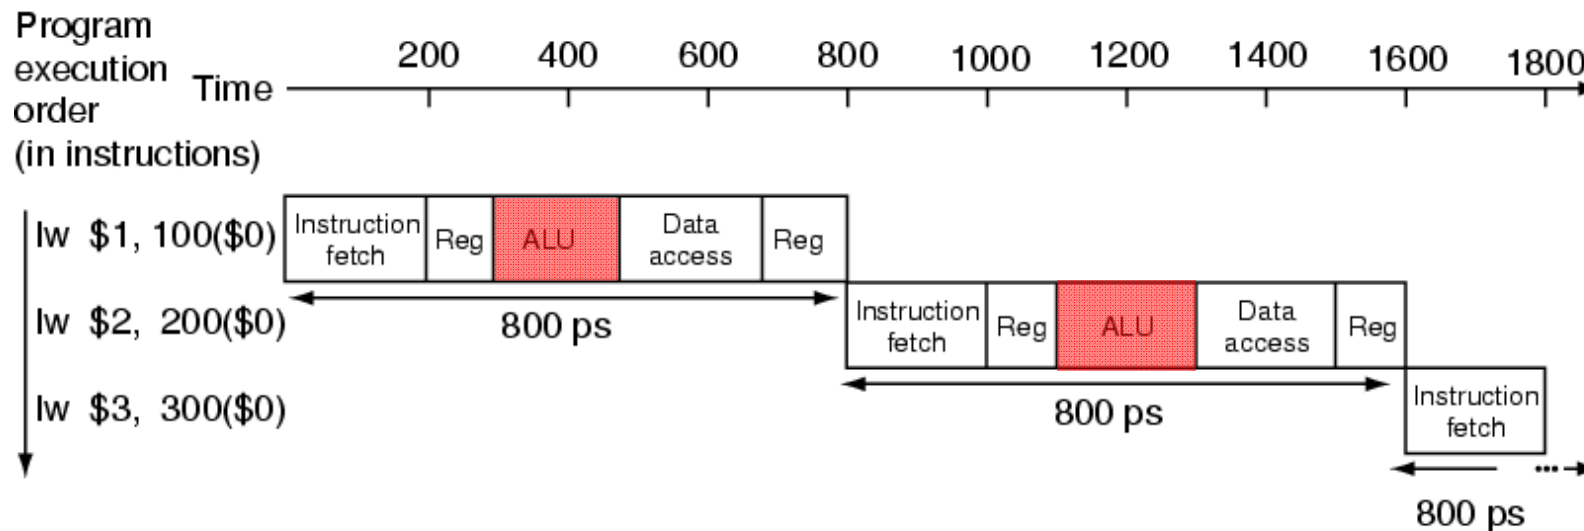 Program
execution
order
(in instructions)
Time
200 400 600 800 1000 1200 1400 1600 1800
lw $1, 100($0)
Instruction
fetch
Reg
ALU
Data
access
Reg
800 ps
lw $2, 200($0)
Instruction
fetch
Reg
ALU
Data
access
Reg
800 ps
lw $3, 300($0)
Instruction
fetch
...
800 ps